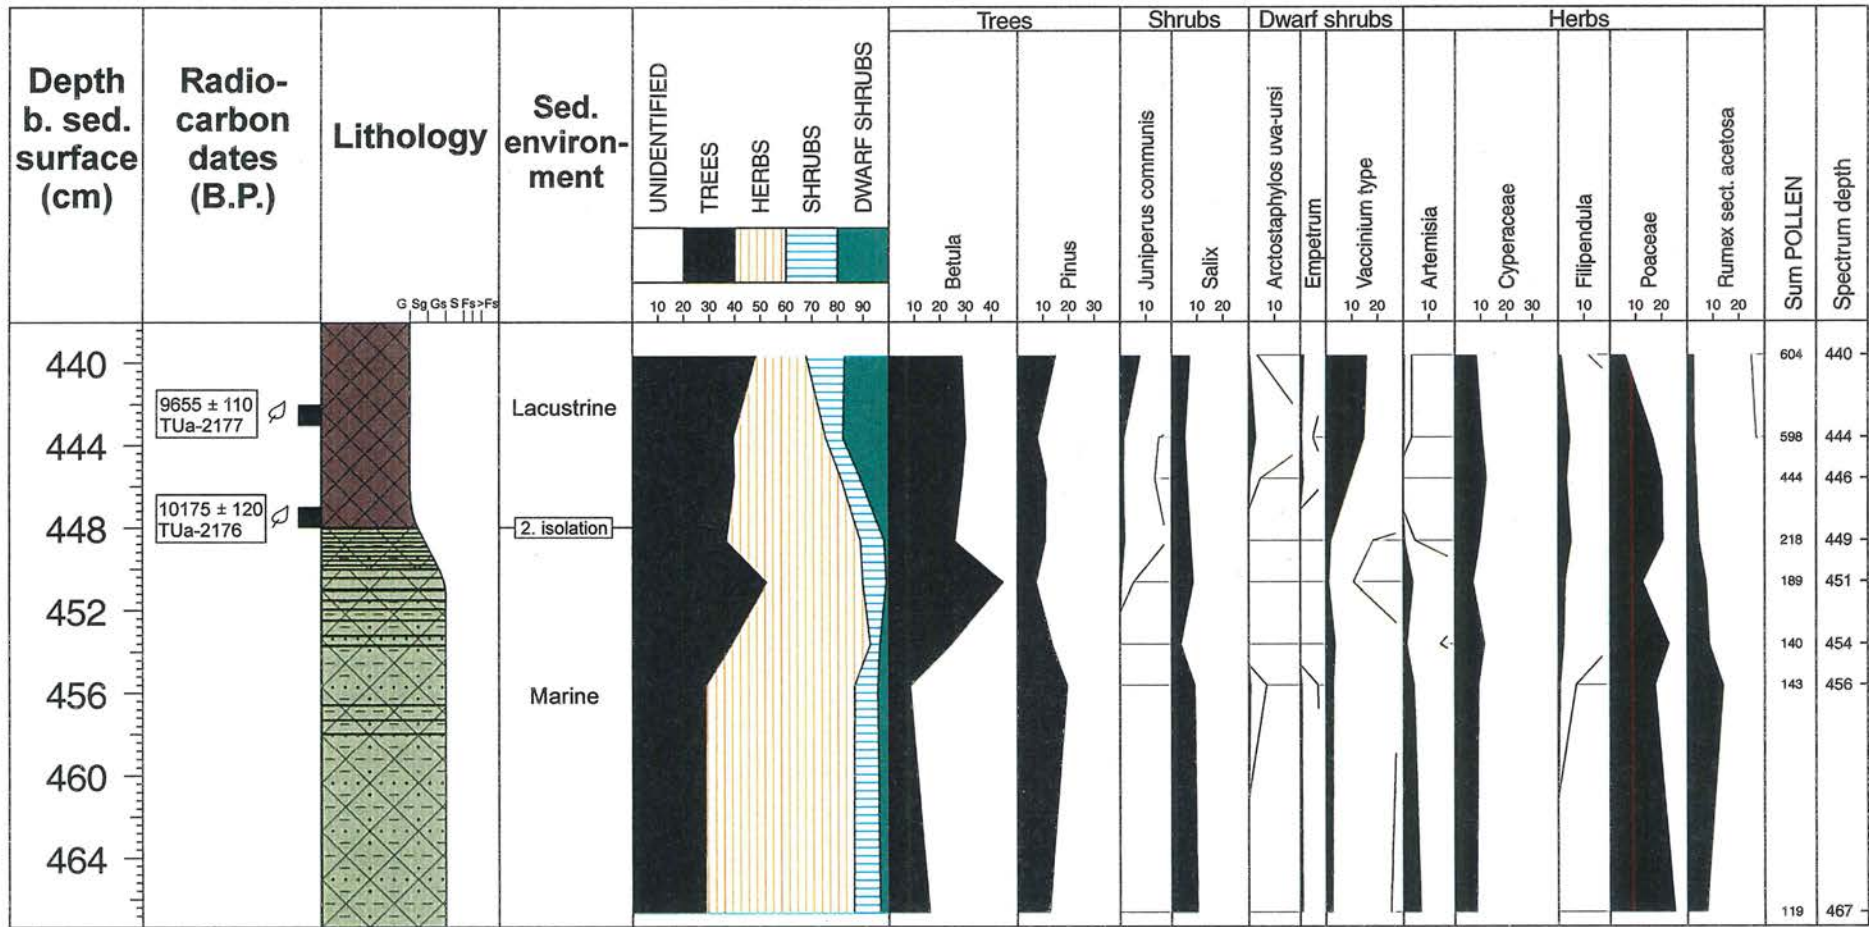 Depth
b. sed.
surface
(cm)
Radio-
carbon
dates
(B.P.)
Lithology
G Sg Gs S Fs >Fs
Sed.
environ-
ment
UNIDENTIFIED
TREES
HERBS
SHRUBS
DWARF SHRUBS
10 20 30 40 50 60 70 80 90
Trees
Shrubs
Dwarf shrubs
Herbs
Betula
Pinus
Juniperus communis
Salix
Arctostaphylos uva-ursi
Empetrum
Vaccinium type
Artemisia
Cyperaceae
Filipendula
Poaceae
Rumex sect. acetosa
Sum POLLEN
Spectrum depth
10 20 30 40
10 20 30
10
10
10
10 20
10
10 20 30
10
10 20
10 20
440
444
448
452
456
460
464
9655 ± 110
TUa-2177
10175 ± 120
TUa-2176
Lacustrine
2. isolation
Marine
604 440
598 444
444 446
218 449
189 451
140 454
143 456
119 467